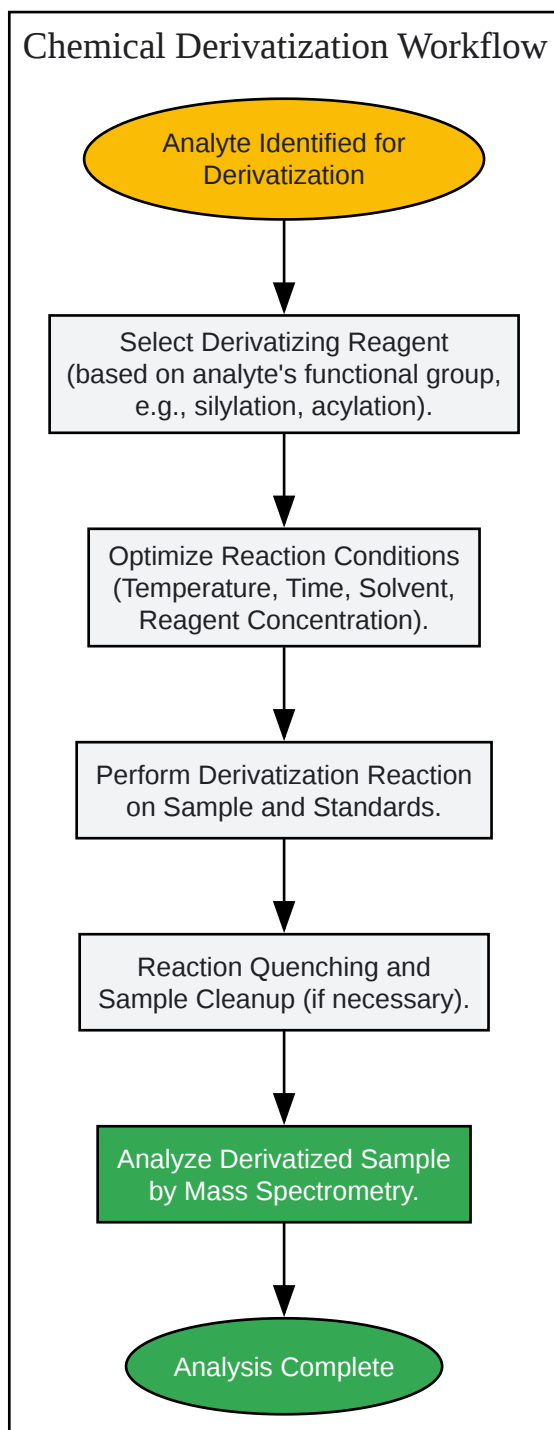 Chemical Derivatization Workflow
Analyte Identified for
Derivatization
Select Derivatizing Reagent
(based on analyte's functional group,
e.g., silylation, acylation).
Optimize Reaction Conditions
(Temperature, Time, Solvent,
Reagent Concentration).
Perform Derivatization Reaction
on Sample and Standards.
Reaction Quenching and
Sample Cleanup (if necessary).
Analyze Derivatized Sample
by Mass Spectrometry.
Analysis Complete